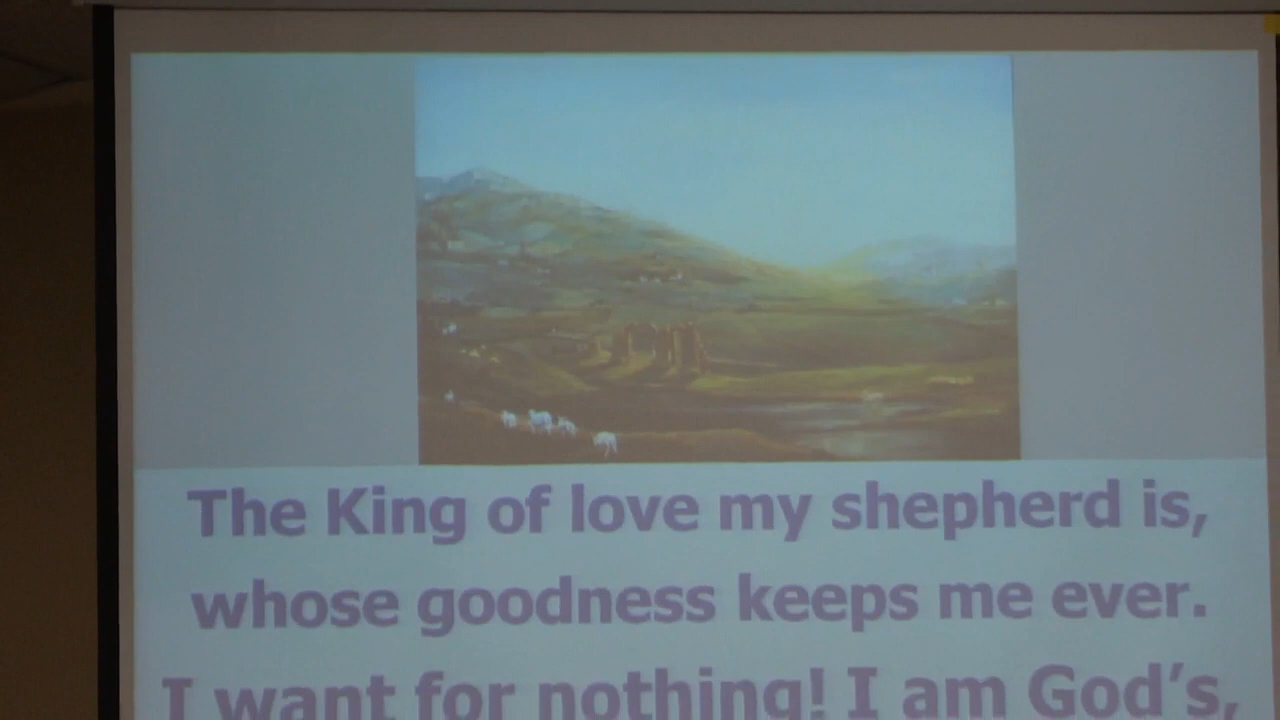 The King of love my shepherd is,
whose goodness keeps me ever.
I want for nothing! I am God's,